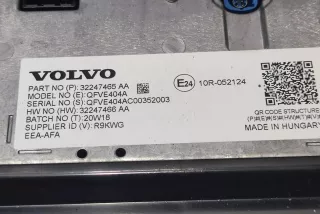 VOLVO
PART NO (P): 32247465 AA
MODEL NO (E): QFVE404A
SERIAL NO (S): QFVE404AC00352003
HW NO (HW): 32247466 AA
BATCH NO (T): 20W18
SUPPLIER ID (V): R9KWG
EEA-AFA
E24 10R-052124
QR CODE STRUCTURE
MADE IN HUNGARY